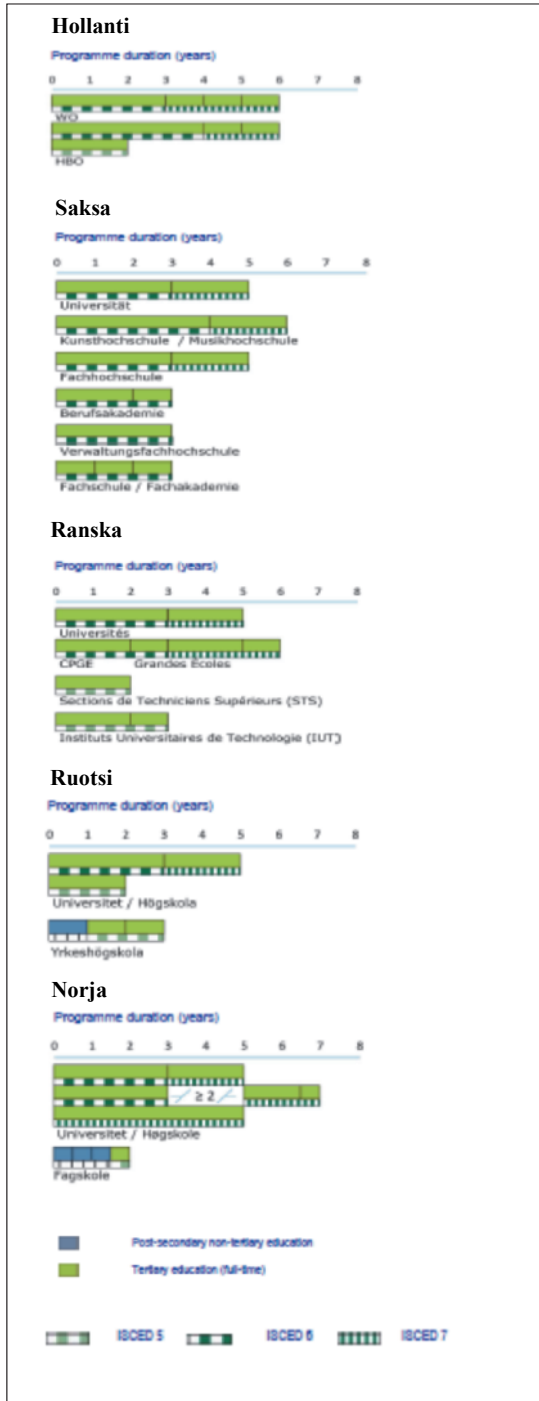 Hollanti
Programme duration (years)
0 1 2 3 4 5 6 7 8
WO
HBO
Saksa
Programme duration (years)
0 1 2 3 4 5 6 7 8
Universität
Kunsthochschule / Musikhochschule
Fachhochschule
Berufsakademie
Verwaltungsfachhochschule
Fachschule / Fachakademie
Ranska
Programme duration (years)
0 1 2 3 4 5 6 7 8
Universités
CPGE Grandes Écoles
Sections de Techniciens Supérieurs (STS)
Instituts Universitaires de Technologie (IUT)
Ruotsi
Programme duration (years)
0 1 2 3 4 5 6 7 8
Universitet / Högskola
Yrkeshögskola
Norja
Programme duration (years)
0 1 2 3 4 5 6 7 8
≥ 2
Universitet / Høgskole
Fagskole
Post-secondary non-tertiary education
Tertiary education (full-time)
ISCED 5 ISCED 6 ISCED 7